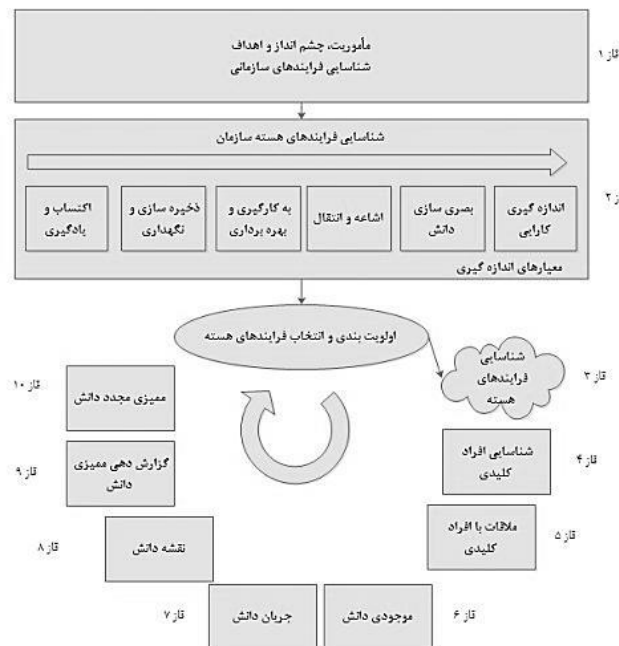 مأموریت، چشم انداز و اهداف
شناسایی فرایندهای سازمانی
فاز ۱
شناسایی فرایندهای هسته سازمان
اکتساب و
یادگیری
ذخیره سازی و
نگهداری
به کارگیری و
بهره برداری
اشاعه و انتقال
بصری سازی
دانش
اندازه گیری
کارایی
ز ۲
معیارهای اندازه گیری
اولویت بندی و انتخاب فرایندهای هسته
شناسایی
فرایندهای
هسته
فاز ۳
شناسایی افراد
کلیدی
فاز ۴
ملاقات با افراد
کلیدی
فاز ۵
موجودی دانش
فاز ۶
جریان دانش
فاز ۷
نقشه دانش
فاز ۸
گزارش دهی ممیزی
دانش
فاز ۹
ممیزی مجدد دانش
فاز ۱۰